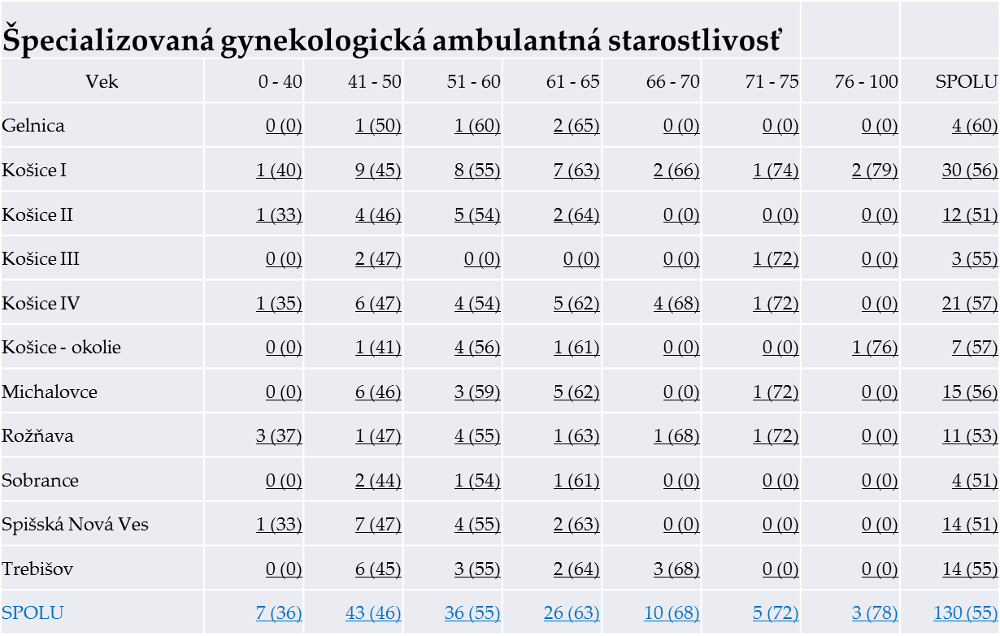 Špecializovaná gynekologická ambulantná starostlivosť
Vek 0 - 40 41 - 50 51 - 60 61 - 65 66 - 70 71 - 75 76 - 100 SPOLU
Gelnica 0 (0) 1 (50) 1 (60) 2 (65) 0 (0) 0 (0) 0 (0) 4 (60)
Košice I 1 (40) 9 (45) 8 (55) 7 (63) 2 (66) 1 (74) 2 (79) 30 (56)
Košice II 1 (33) 4 (46) 5 (54) 2 (64) 0 (0) 0 (0) 0 (0) 12 (51)
Košice III 0 (0) 2 (47) 0 (0) 0 (0) 0 (0) 1 (72) 0 (0) 3 (55)
Košice IV 1 (35) 6 (47) 4 (54) 5 (62) 4 (68) 1 (72) 0 (0) 21 (57)
Košice - okolie 0 (0) 1 (41) 4 (56) 1 (61) 0 (0) 0 (0) 1 (76) 7 (57)
Michalovce 0 (0) 6 (46) 3 (59) 5 (62) 0 (0) 1 (72) 0 (0) 15 (56)
Rožňava 3 (37) 1 (47) 4 (55) 1 (63) 1 (68) 1 (72) 0 (0) 11 (53)
Sobrance 0 (0) 2 (44) 1 (54) 1 (61) 0 (0) 0 (0) 0 (0) 4 (51)
Spišská Nová Ves 1 (33) 7 (47) 4 (55) 2 (63) 0 (0) 0 (0) 0 (0) 14 (51)
Trebišov 0 (0) 6 (45) 3 (55) 2 (64) 3 (68) 0 (0) 0 (0) 14 (55)
SPOLU 7 (36) 43 (46) 36 (55) 26 (63) 10 (68) 5 (72) 3 (78) 130 (55)